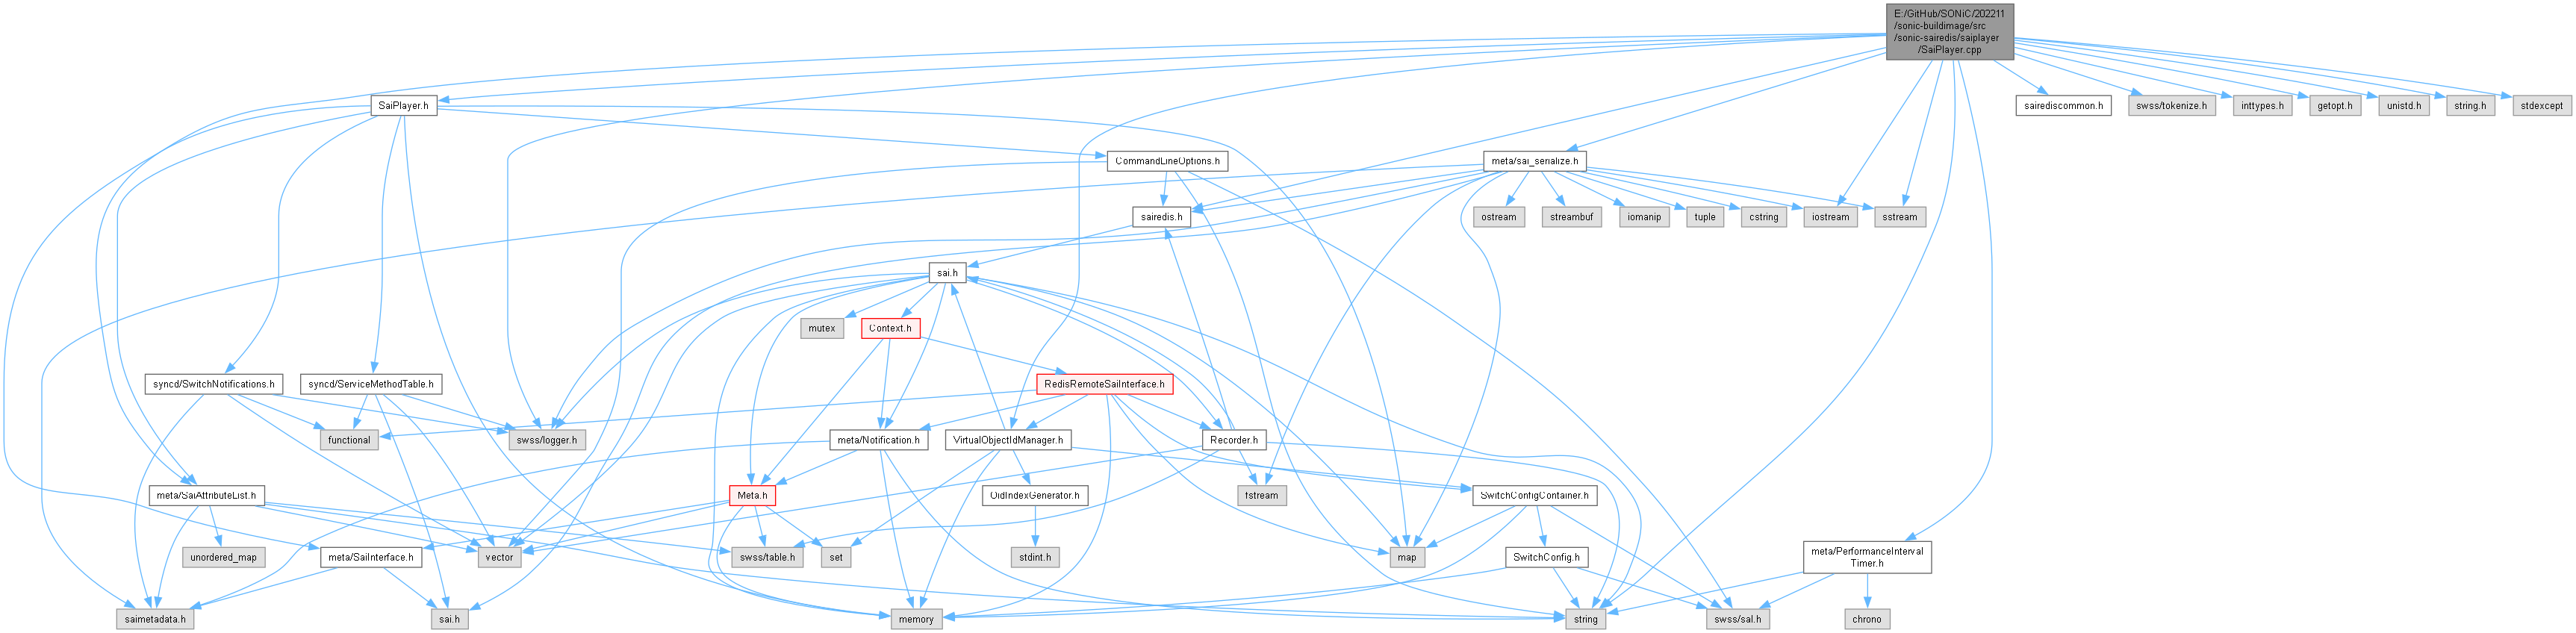 E:/GitHub/SONiC/202211
/sonic-buildimage/src
/sonic-sairedis/saiplayer
/SaiPlayer.cpp
SaiPlayer.h
sairediscommon.h
swss/tokenize.h
inttypes.h
getopt.h
unistd.h
string.h
stdexcept
CommandLineOptions.h
meta/sai_serialize.h
sairedis.h
ostream
streambuf
iomanip
tuple
cstring
iostream
sstream
sai.h
mutex
Context.h
syncd/SwitchNotifications.h
syncd/ServiceMethodTable.h
RedisRemoteSaiInterface.h
functional
swss/logger.h
meta/Notification.h
VirtualObjectIdManager.h
Recorder.h
meta/SaiAttributeList.h
Meta.h
OidIndexGenerator.h
fstream
SwitchConfigContainer.h
unordered_map
meta/SaiInterface.h
vector
swss/table.h
set
stdint.h
map
SwitchConfig.h
meta/PerformanceInterval
Timer.h
saimetadata.h
sai.h
memory
string
swss/sal.h
chrono